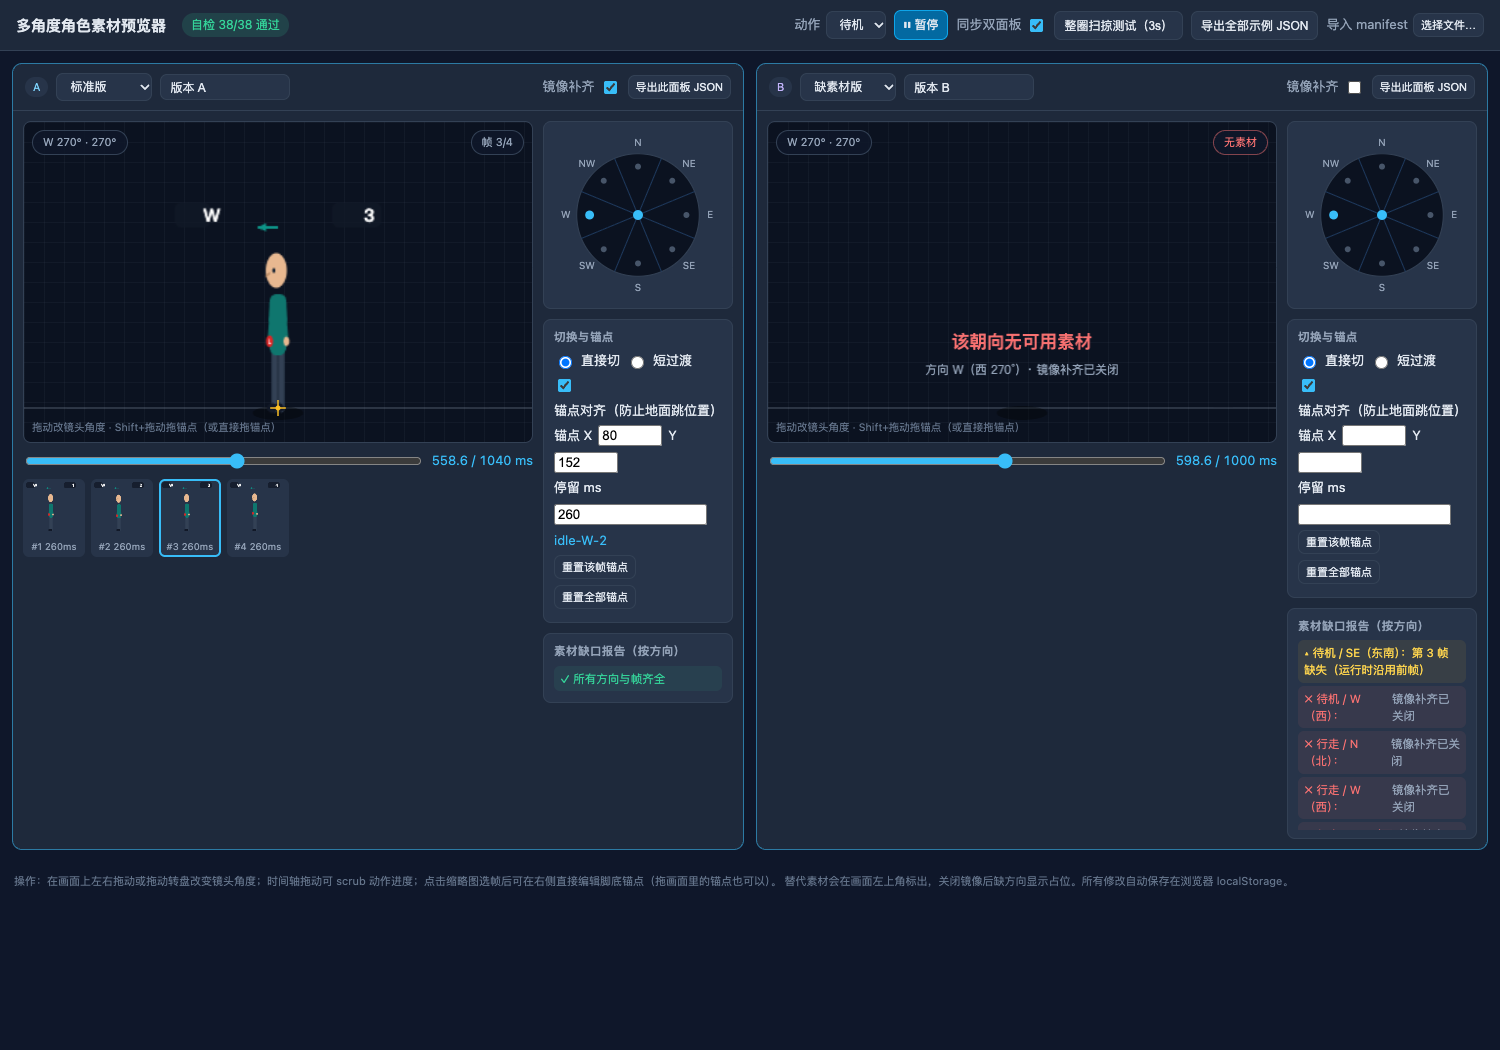 多角度角色素材预览器
自检 38/38 通过
动作 待机 暂停 同步双面板 整圈扫掠测试（3s） 导出全部示例 JSON 导入 manifest 选择文件...
A 标准版 版本 A 镜像补齐 导出此面板 JSON
W 270° · 270°
帧 3/4
W 3
拖动改镜头角度 · Shift+拖动拖锚点（或直接拖锚点）
558.6 / 1040 ms
#1 260ms #2 260ms #3 260ms #4 260ms
N
NW NE
W E
SW SE
S
切换与锚点
直接切 短过渡
锚点对齐（防止地面跳位置）
锚点 X 80 Y
152
停留 ms
260
idle-W-2
重置该帧锚点
重置全部锚点
素材缺口报告（按方向）
✓ 所有方向与帧齐全
B 缺素材版 版本 B 镜像补齐 导出此面板 JSON
W 270° · 270°
无素材
该朝向无可用素材
方向 W（西 270°）· 镜像补齐已关闭
拖动改镜头角度 · Shift+拖动拖锚点（或直接拖锚点）
598.6 / 1000 ms
N
NW NE
W E
SW SE
S
切换与锚点
直接切 短过渡
锚点对齐（防止地面跳位置）
锚点 X Y
停留 ms
重置该帧锚点
重置全部锚点
素材缺口报告（按方向）
▲ 待机 / SE（东南）：第 3 帧
缺失（运行时沿用前帧）
✕ 待机 / W（西）： 镜像补齐已关闭
✕ 行走 / N（北）： 镜像补齐已关闭
✕ 行走 / W（西）： 镜像补齐已关闭
操作：在画面上左右拖动或拖动转盘改变镜头角度；时间轴拖动可 scrub 动作进度；点击缩略图选帧后可在右侧直接编辑脚底锚点（拖画面里的锚点也可以）。 替代素材会在画面左上角标出，关闭镜像后缺方向显示占位。所有修改自动保存在浏览器 localStorage。